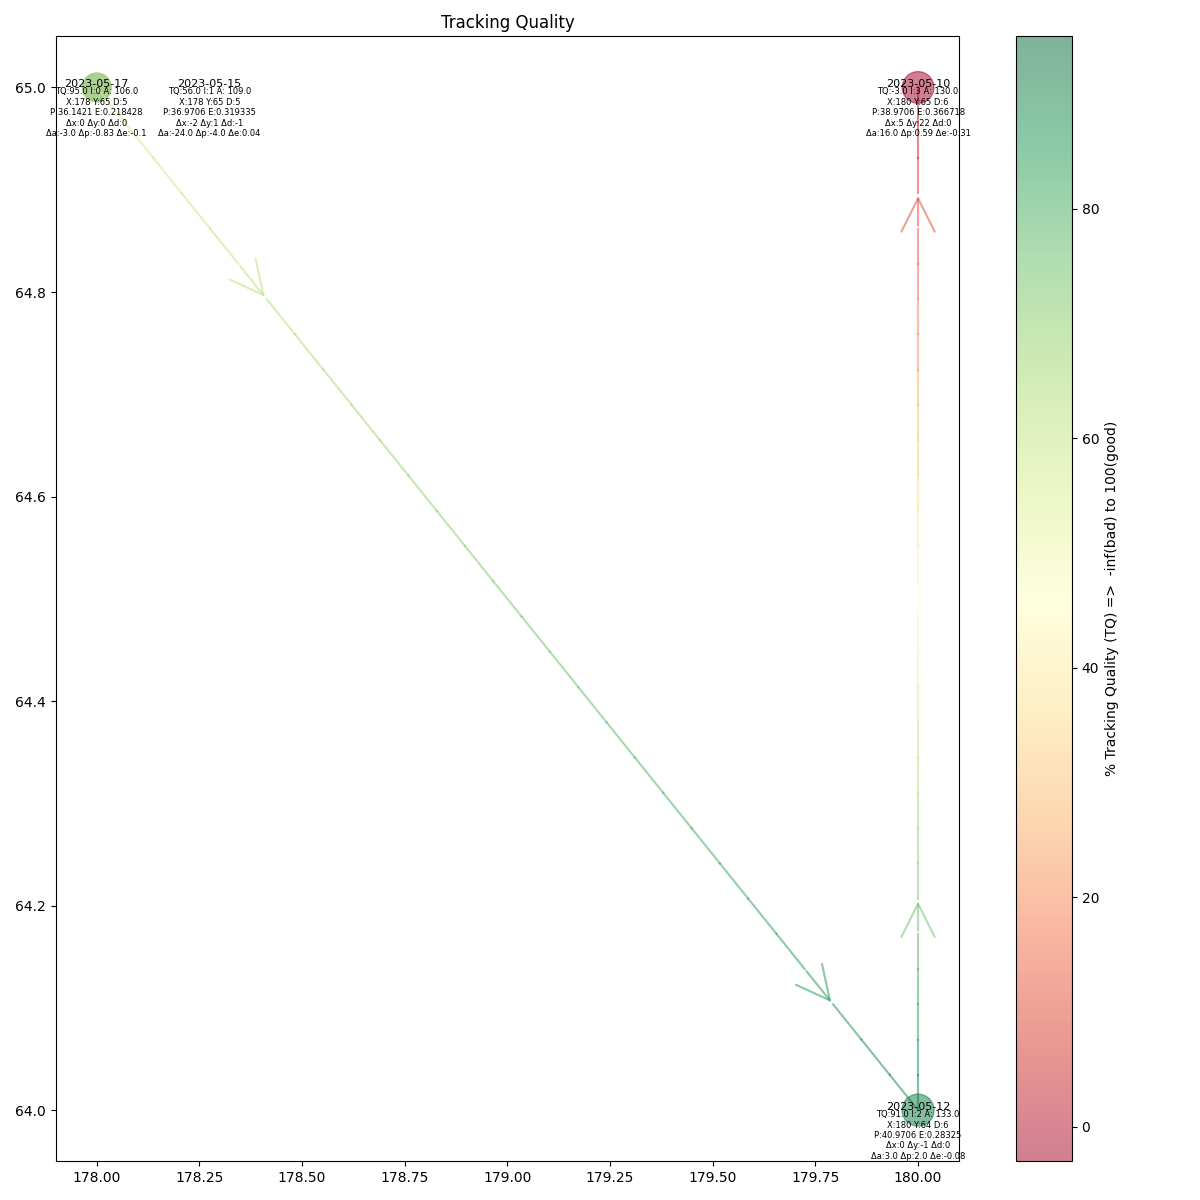 Tracking Quality
2023-05-17
TQ:95.0 I:0 A: 106.0
X:178 Y:65 D:5
P:36.1421 E:0.218428
Δx:0 Δy:0 Δd:0
Δa:-3.0 Δp:-0.83 Δe:-0.1
2023-05-15
TQ:56.0 I:1 A: 109.0
X:178 Y:65 D:5
P:36.9706 E:0.319335
Δx:-2 Δy:1 Δd:-1
Δa:-24.0 Δp:-4.0 Δe:0.04
2023-05-10
TQ:-3.0 I:3 A: 130.0
X:180 Y:65 D:6
P:38.9706 E:0.366718
Δx:5 Δy:22 Δd:0
Δa:16.0 Δp:0.59 Δe:-0.31
2023-05-12
TQ:91.0 I:2 A: 133.0
X:180 Y:64 D:6
P:40.9706 E:0.28325
Δx:0 Δy:-1 Δd:0
Δa:3.0 Δp:2.0 Δe:-0.08
65.0
64.8
64.6
64.4
64.2
64.0
178.00 178.25 178.50 178.75 179.00 179.25 179.50 179.75 180.00
80
60
40
20
0
% Tracking Quality (TQ) => -inf(bad) to 100(good)